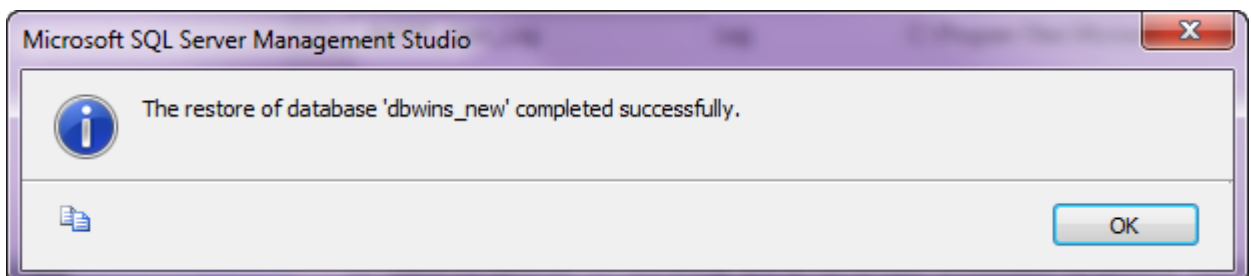 Microsoft SQL Server Management Studio
The restore of database 'dbwins_new' completed successfully.
OK